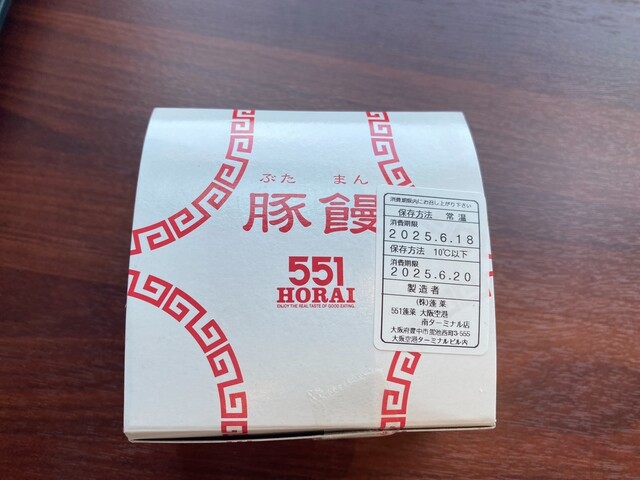 ぶた まん
豚饅
551
HORAI
ENJOY THE REAL TASTE OF GOOD EATING.
消費期限内にお召し上がり下さい
保存方法 常温
消費期限
2025.6.18
保存方法 10℃以下
消費期限
2025.6.20
製造者
(株)蓬莱
551蓬莱 大阪空港
南ターミナル店
大阪府豊中市蛍池西町3-555
大阪空港ターミナルビル内